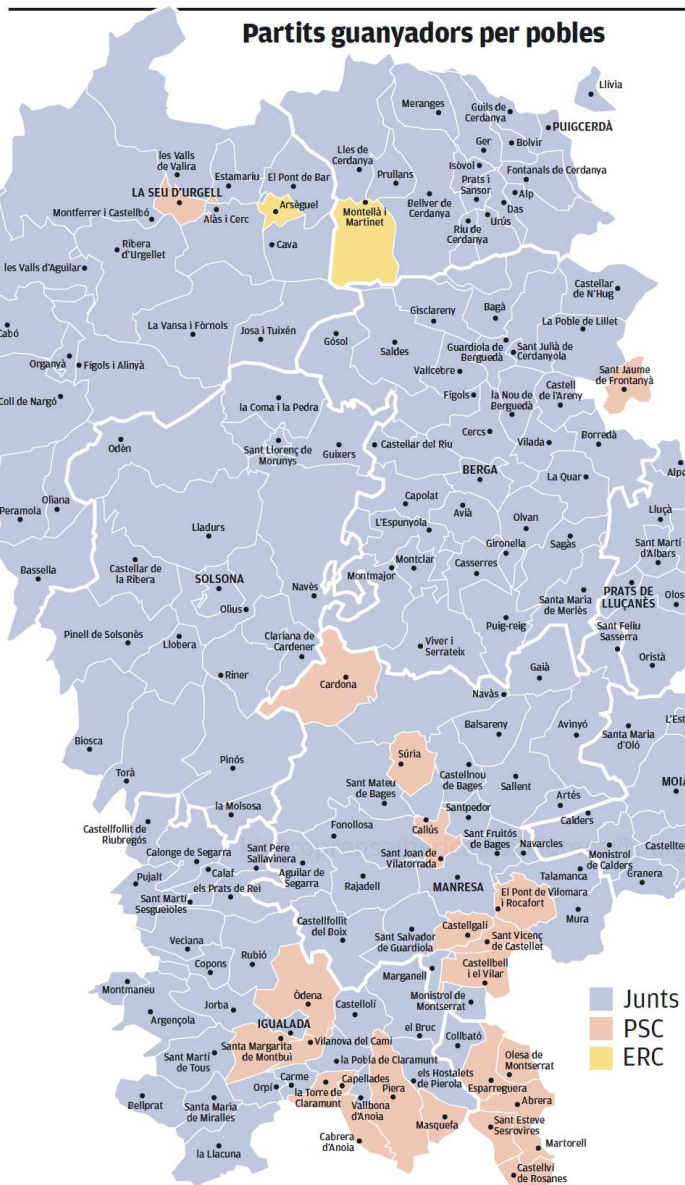 Partits guanyadors per pobles
Llívia
Meranges
Guils de
Cerdanya
PUIGCERDÀ
Ger
Bolvir
les Valls
de Valira
Lles de
Cerdanya
Isòvol
Fontanals de Cerdanya
Estamariu
El Pont de Bar
Prullans
Prats i
Sansor
LA SEU D'URGELL
Alp
Arsèguel
Montellà i
Martinet
Bellver de
Cerdanya
Das
Montferrer i Castellbó
Alàs i Cerc
Urús
Riu de
Cerdanya
Ribera
d'Urgellet
Cava
les Valls d'Aguilar
Castellar
de N'Hug
Gisclareny
Bagà
La Vansa i Fórnols
Josa i Tuixén
Gósol
La Poble de Lillet
Cabó
Saldes
Guardiola de
Berguedà
Sant Julià de
Cerdanyola
Organyà
Fígols i Alinyà
Vallcebre
Sant Jaume
de Frontanyà
Coll de Nargó
la Coma i la Pedra
Fígols
la Nou de
Berguedà
Castell
de l'Areny
Odèn
Sant Llorenç de
Morunys
Guixers
Castellar del Riu
Cercs
Vilada
Borredà
BERGA
Alpe
La Quar
Oliana
Peramola
Capolat
Lluçà
Lladurs
L'Espunyola
Avià
Olvan
Sant Martí
d'Albars
Gironella
Sagàs
Bassella
Castellar de
la Ribera
SOLSONA
Navès
Montmajor
Montclar
Casserres
PRATS DE
LLUÇANÈS
Olost
Olius
Santa Maria
de Merlès
Pinell de Solsonès
Llobera
Clariana de
Cardener
Viver i
Serrateix
Puig-reig
Sant Feliu
Sasserra
Oristà
Riner
Cardona
Gaià
Navàs
Biosca
Balsareny
Avinyó
Santa Maria
d'Oló
L'Est
Pinós
Súria
Torà
Sant Mateu
de Bages
Castellnou
de Bages
Sallent
MOIÀ
la Molsosa
Artés
Castellfollit de
Riubregós
Fonollosa
Callús
Santpedor
Calders
Calonge de Segarra
Sant Pere
Sallavinera
Sant Fruitós
de Bages
Navarcles
Castellter
Calaf
Aguilar de
Segarra
Sant Joan de
Vilatorrada
Monistrol
de Calders
Pujalt
els Prats de Rei
Rajadell
MANRESA
Talamanca
Granera
Sant Martí
Sesgueioles
El Pont de Vilomara
i Rocafort
Mura
Castellfollit
del Boix
Sant Salvador
de Guardiola
Castellgalí
Sant Vicenç
de Castellet
Veciana
Rubió
Copons
Castellbell
i el Vilar
Montmaneu
Marganell
Òdena
Monistrol de
Montserrat
Junts
Jorba
Castellolí
PSC
Argençola
IGUALADA
el Bruc
ERC
Santa Margarita
de Montbui
Vilanova del Camí
Collbató
Sant Martí
de Tous
la Pobla de Claramunt
Olesa de
Montserrat
Carme
Capellades
els Hostalets
de Pierola
Esparreguera
Orpí
la Torre de
Claramunt
Piera
Abrera
Bellprat
Santa Maria
de Miralles
Vallbona
d'Anoia
Masquefa
Sant Esteve
Sesrovires
Cabrera
d'Anoia
Martorell
la Llacuna
Castellví
de Rosanes